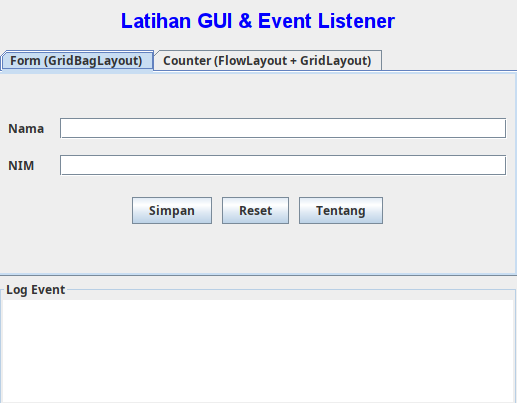 Latihan GUI & Event Listener
Form (GridBagLayout) Counter (FlowLayout + GridLayout)
Nama
NIM
Simpan Reset Tentang
Log Event